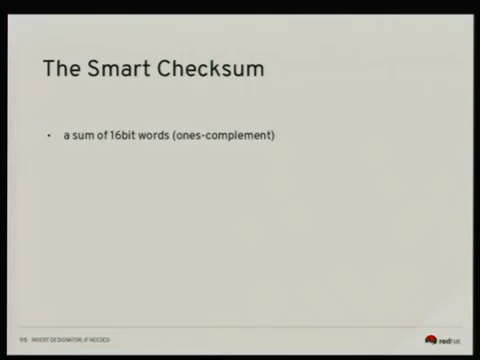 The Smart Checksum
• a sum of 16bit words (ones-complement)
INSERT DESIGNATOR, IF NEEDED
redhat